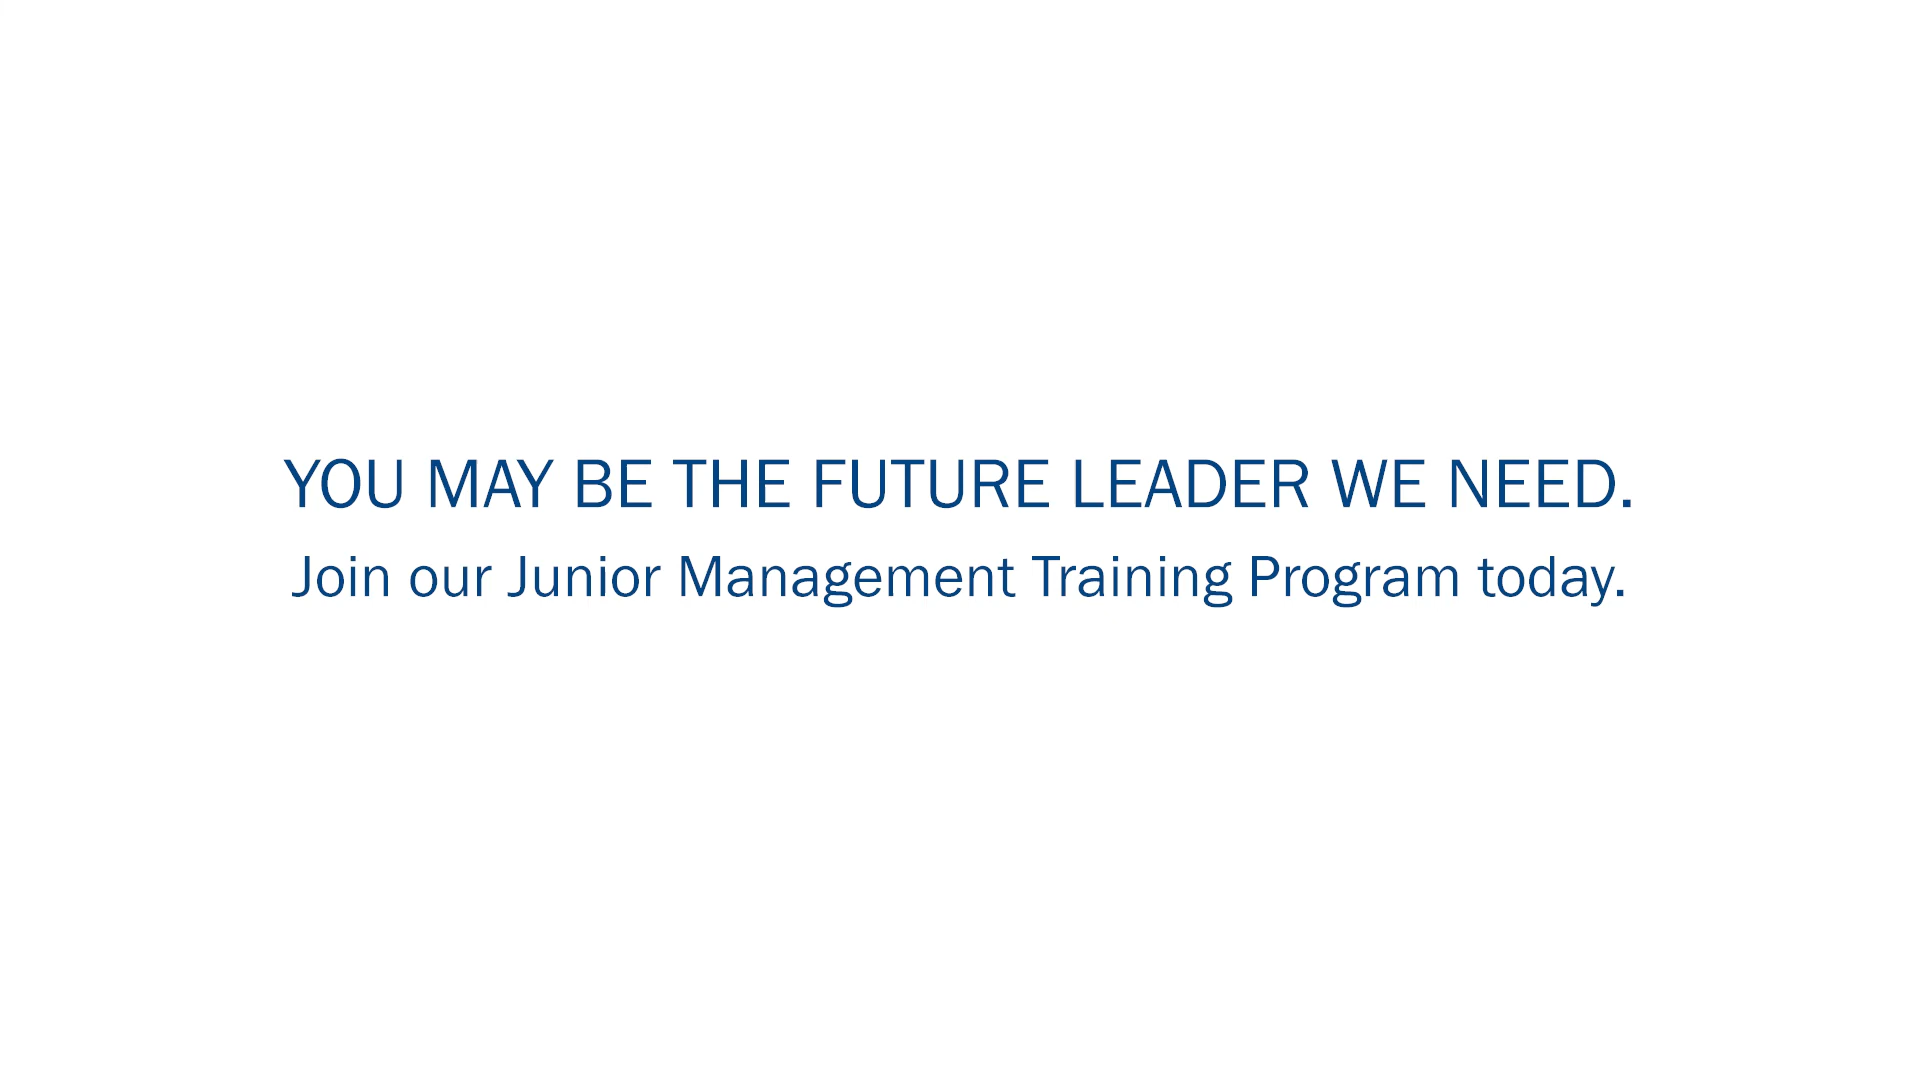 YOU MAY BE THE FUTURE LEADER WE NEED.
Join our Junior Management Training Program today.